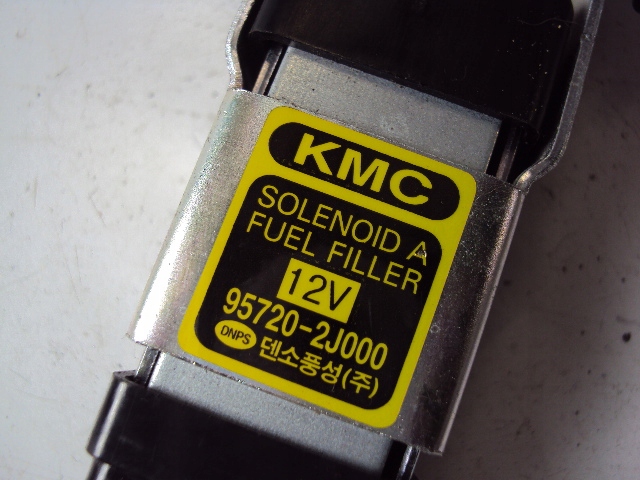 KMC
SOLENOID A
FUEL FILLER
12V
95720-2J000
DNPS 덴소풍성(주)